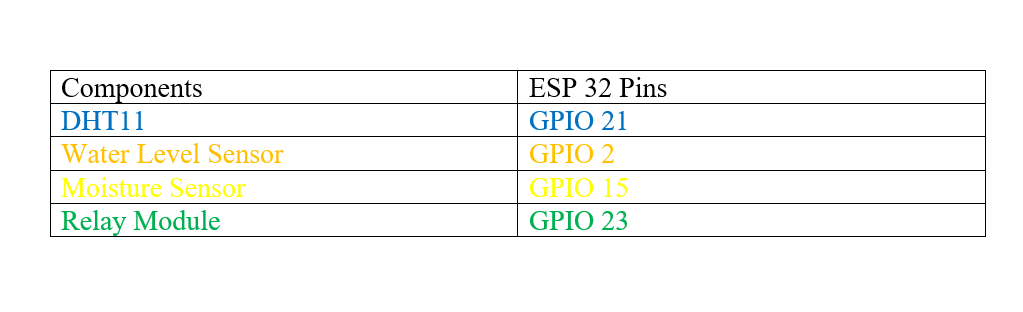 Components ESP 32 Pins
DHT11 GPIO 21
Water Level Sensor GPIO 2
Moisture Sensor GPIO 15
Relay Module GPIO 23